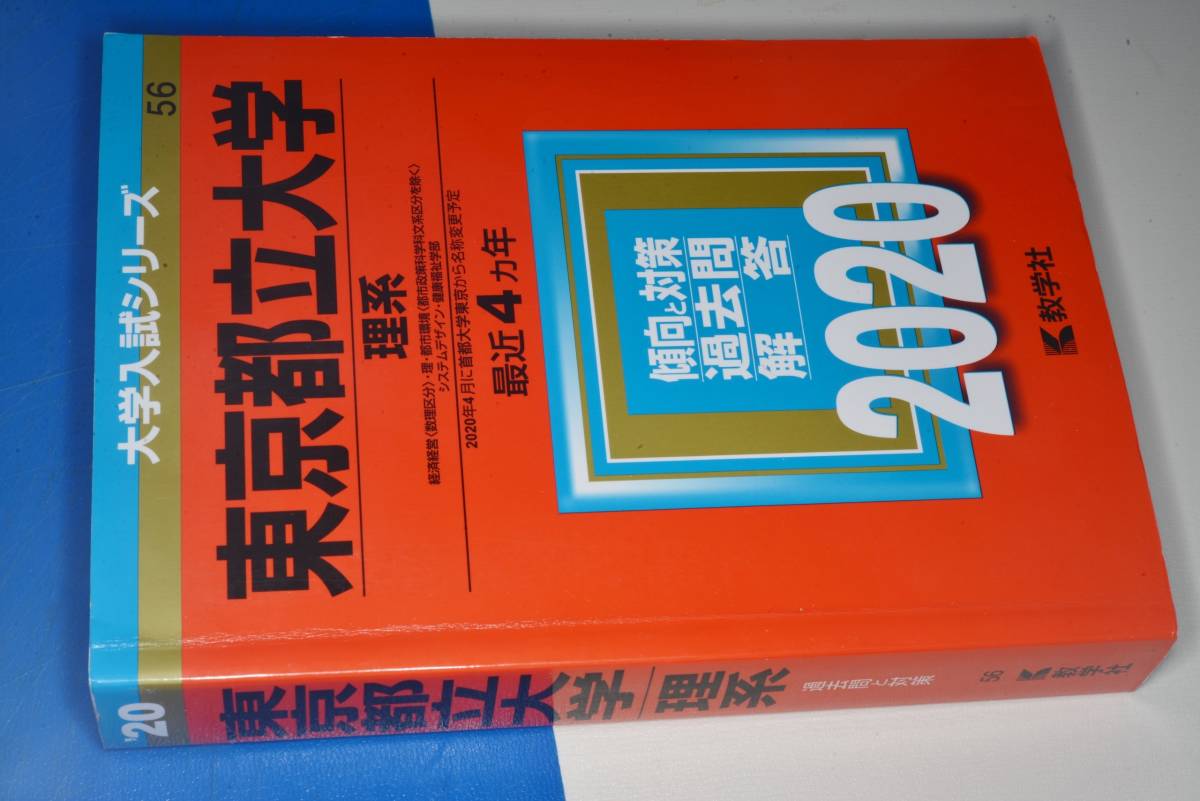 大学入試シリーズ
56
東京都立大学
理系
経済経営〈数理区分〉・理・都市環境〈都市政策科学科文系区分を除く〉
システムデザイン・健康福祉学部
2020年4月に首都大学東京から名称変更予定
最近4カ年
傾向と対策
過去問
解答
2020
教学社
'20
東京都立大学 理系
過去問と対策
56
教学社